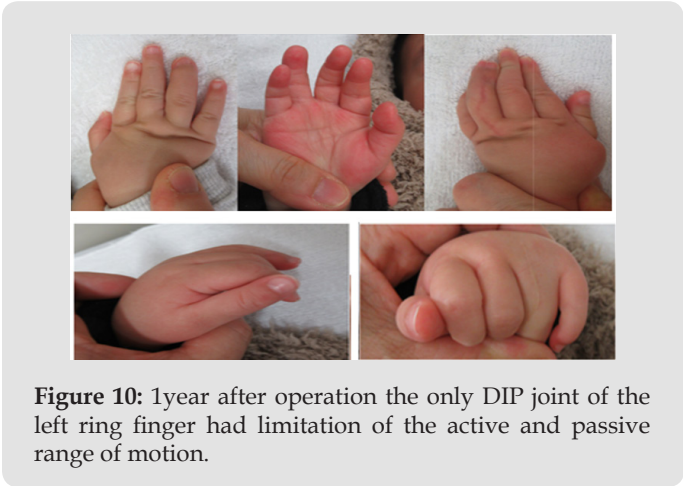 Figure 10: 1year after operation the only DIP joint of the
left ring finger had limitation of the active and passive
range of motion.